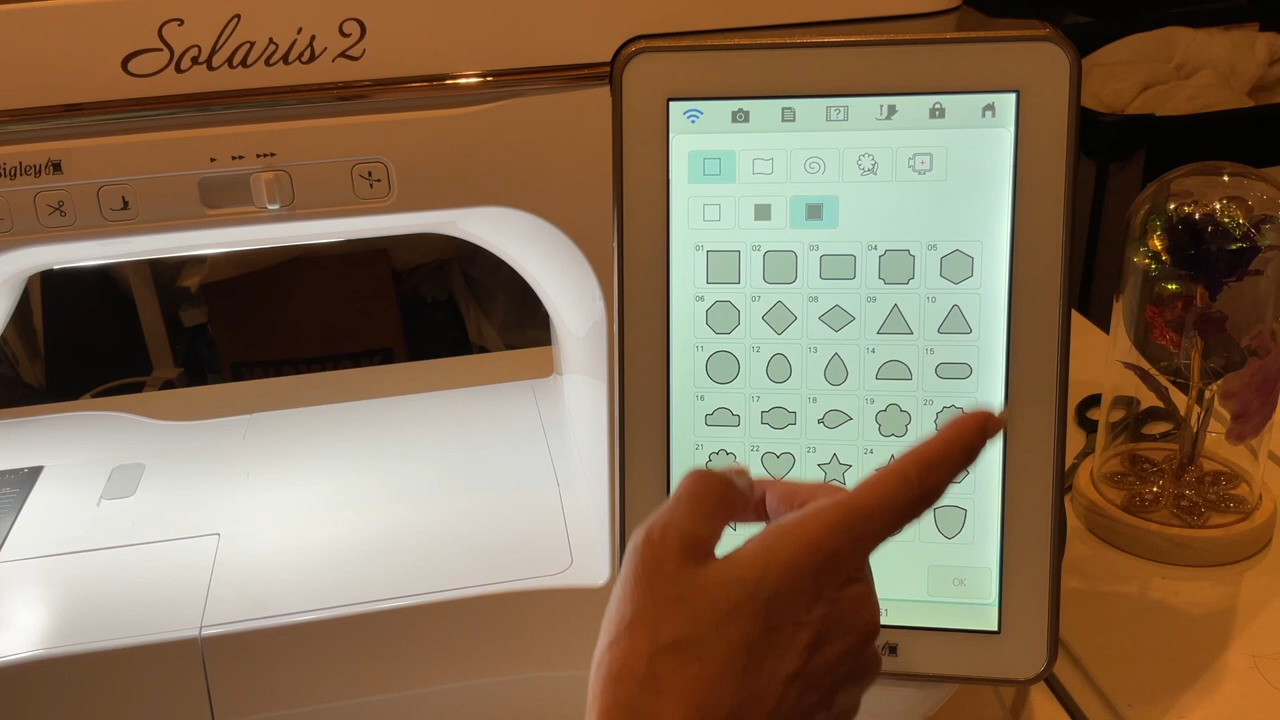 Solaris 2
Bigley
?
01 02 03 04 05
06 07 08 09 10
11 12 13 14 15
16 17 18 19 20
21 22 23 24
OK
51